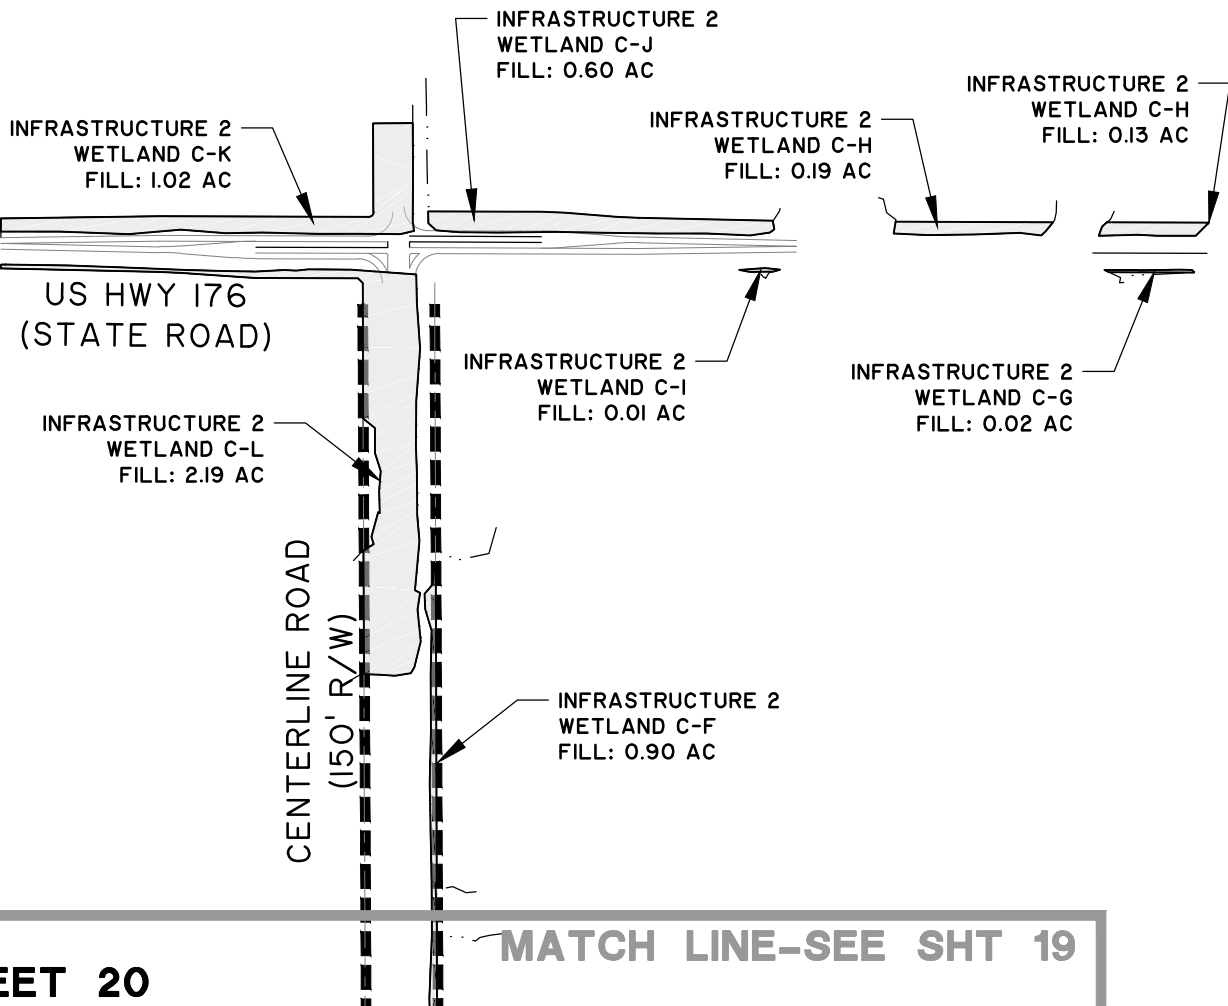 INFRASTRUCTURE 2
WETLAND C-J
FILL: 0.60 AC
INFRASTRUCTURE 2
WETLAND C-H
FILL: 0.13 AC
INFRASTRUCTURE 2
WETLAND C-H
FILL: 0.19 AC
INFRASTRUCTURE 2
WETLAND C-K
FILL: 1.02 AC
US HWY 176
(STATE ROAD)
INFRASTRUCTURE 2
WETLAND C-I
FILL: 0.01 AC
INFRASTRUCTURE 2
WETLAND C-G
FILL: 0.02 AC
INFRASTRUCTURE 2
WETLAND C-L
FILL: 2.19 AC
CENTERLINE ROAD
(150' R/W)
INFRASTRUCTURE 2
WETLAND C-F
FILL: 0.90 AC
MATCH LINE-SEE SHT 19
EET 20